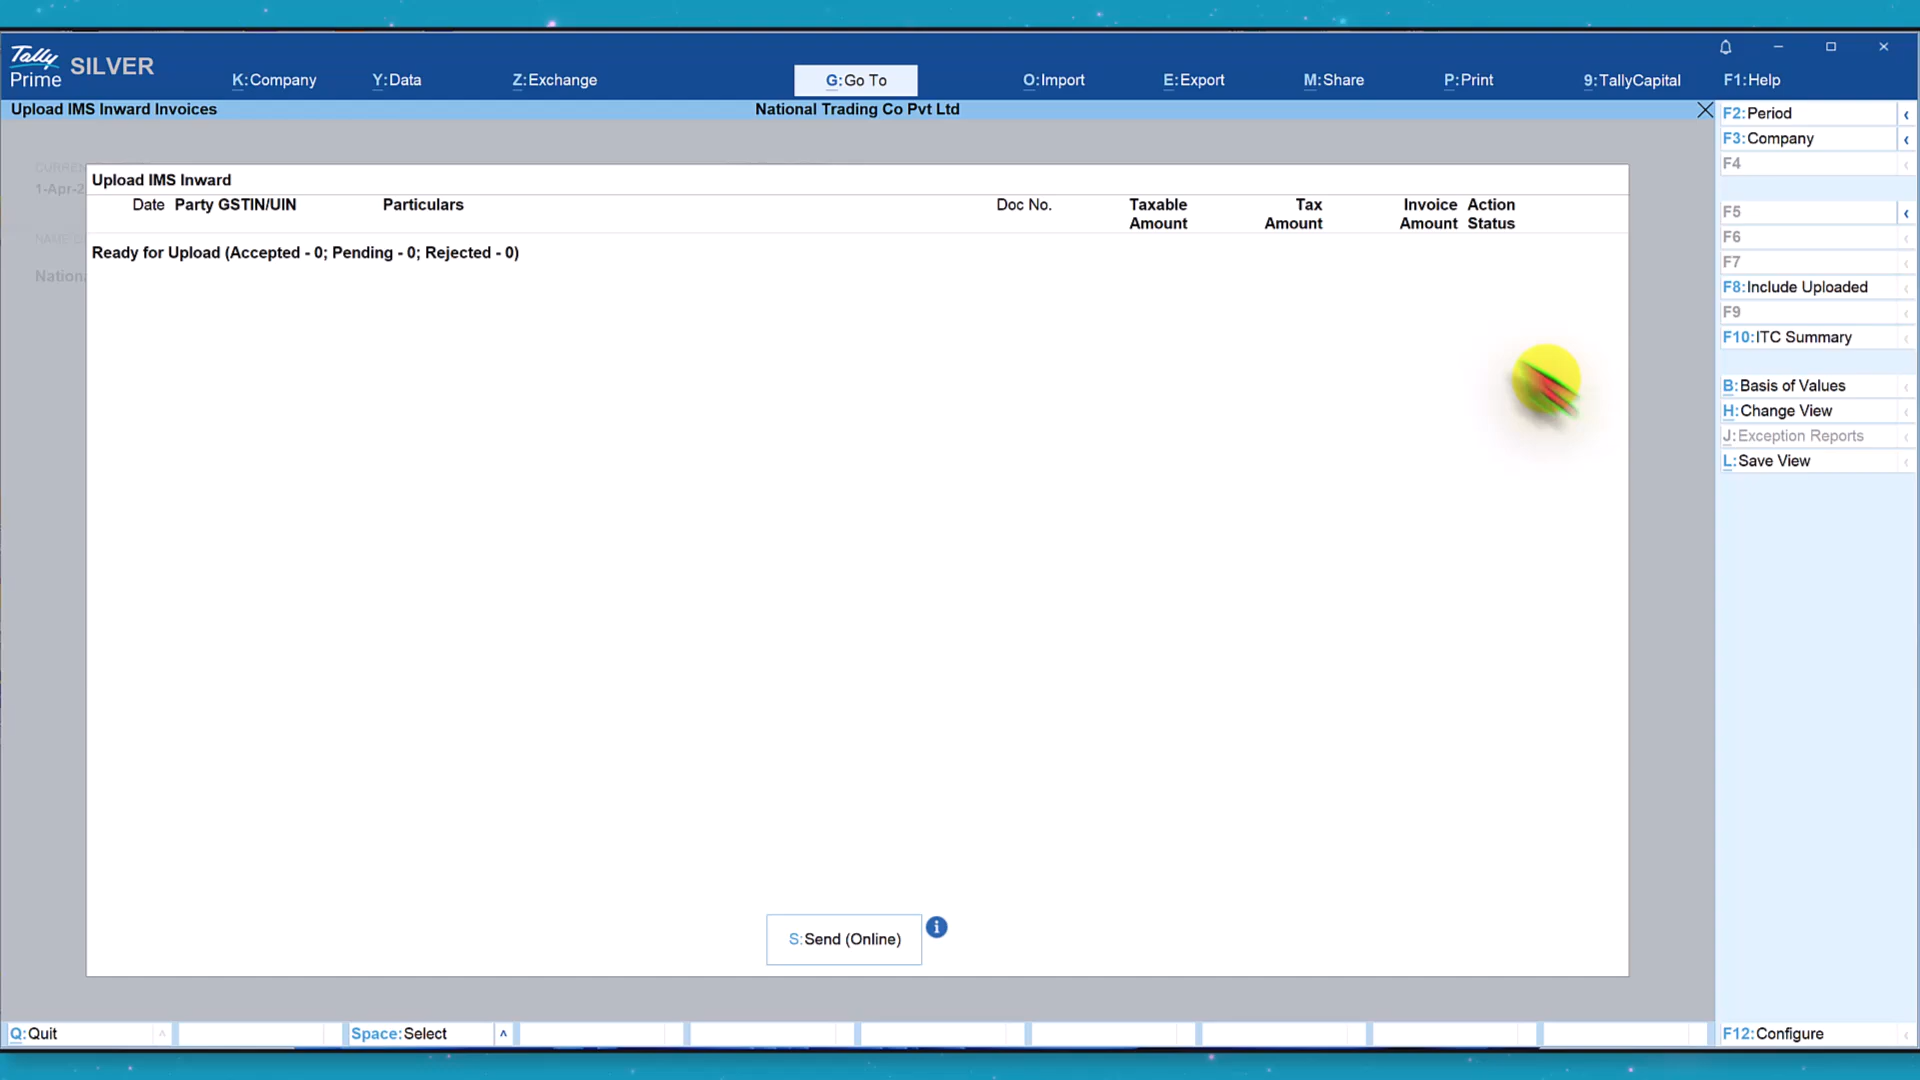 Tally
Prime
SILVER
K:Company
Y:Data
Z:Exchange
G:Go To
O:Import
E:Export
M:Share
P:Print
9:TallyCapital
F1:Help
Upload IMS Inward Invoices
National Trading Co Pvt Ltd
Upload IMS Inward
Date Party GSTIN/UIN Particulars Doc No. Taxable Tax Invoice Action
Amount Amount Amount Status
Ready for Upload (Accepted - 0; Pending - 0; Rejected - 0)
1-Apr-2
Nationa
S:Send (Online)
i
F2:Period
F3:Company
F4
F5
F6
F7
F8:Include Uploaded
F9
F10:ITC Summary
B:Basis of Values
H:Change View
J:Exception Reports
L:Save View
Q:Quit
Space:Select
F12:Configure